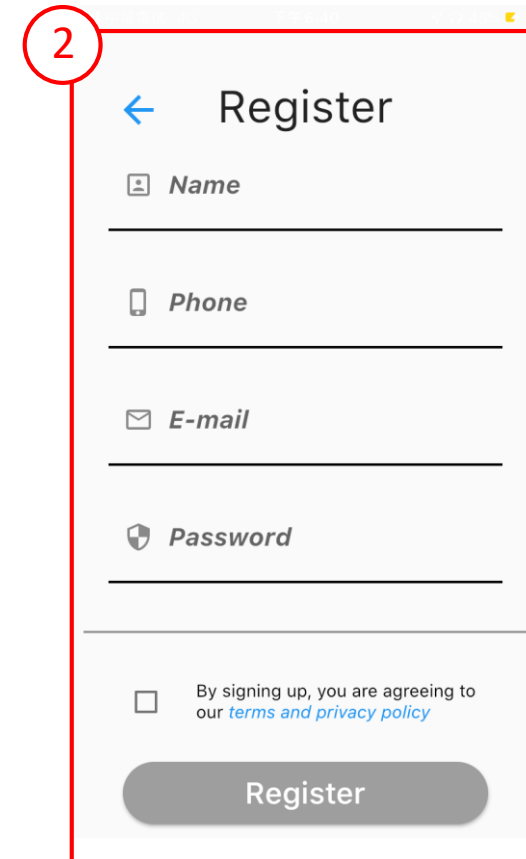 2
Register
Name
Phone
E-mail
Password
By signing up, you are agreeing to
our terms and privacy policy
Register